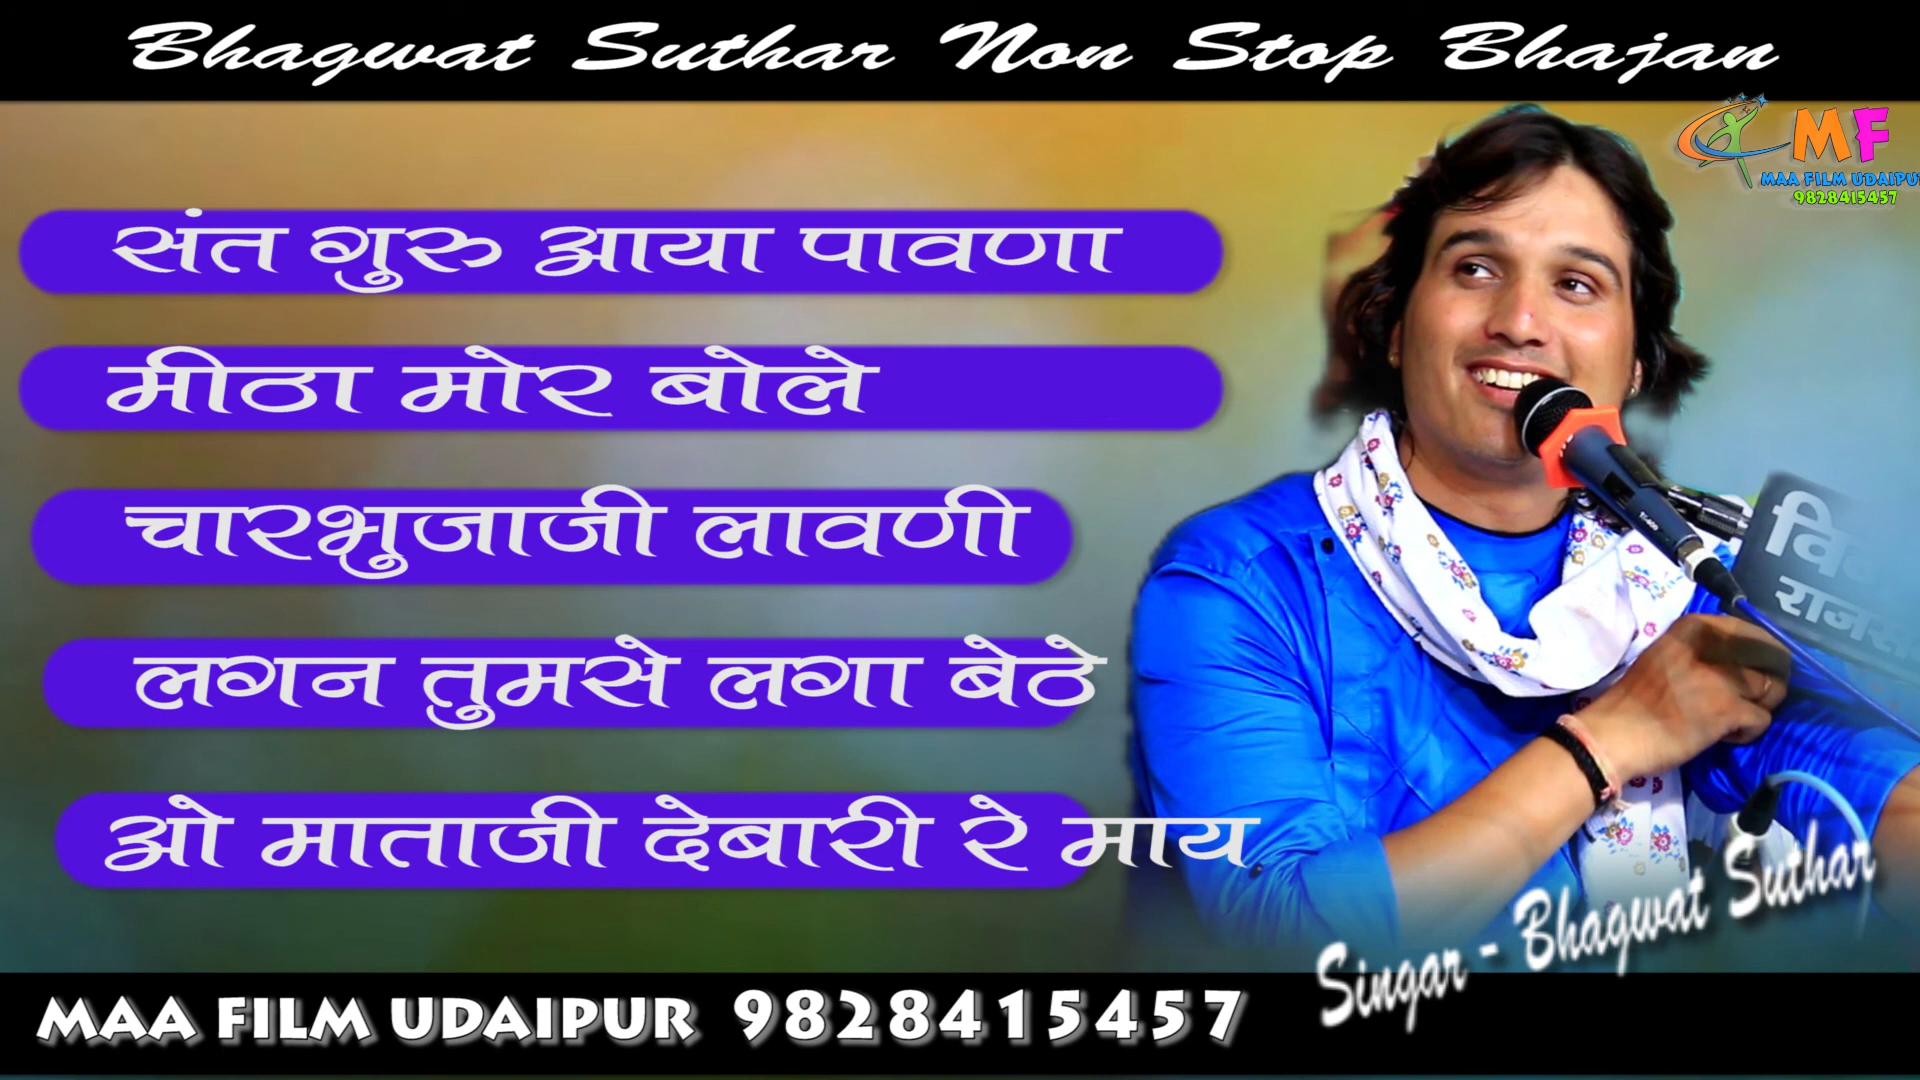 Bhagwat Suthar Non Stop Bhajan
MF
MAA FILM UDAIPUR
9828415457
संत गुरु आया पावणा
मीठा मोर बोले
चारभुजाजी लावणी
लगन तुमसे लगा बेठे
ओ माताजी देबारी रे माय
Singar - Bhagwat Suthar
MAA FILM UDAIPUR 9828415457